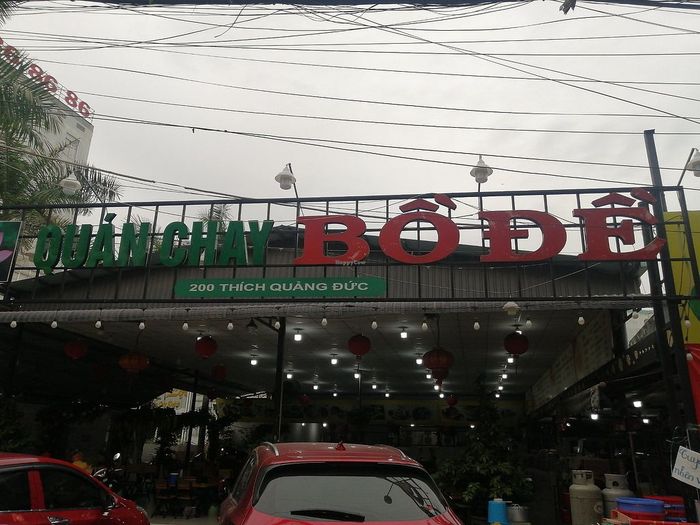 QUÁN CHAY BỒ ĐỀ
200 THÍCH QUẢNG ĐỨC